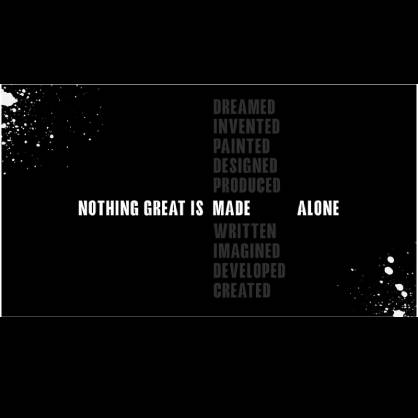 DREAMED
INVENTED
PAINTED
DESIGNED
PRODUCED
NOTHING GREAT IS MADE ALONE
WRITTEN
IMAGINED
DEVELOPED
CREATED